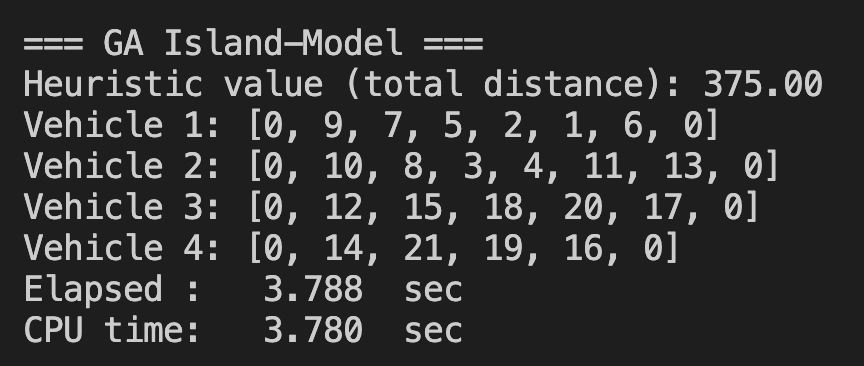 === GA Island-Model ===
Heuristic value (total distance): 375.00
Vehicle 1: [0, 9, 7, 5, 2, 1, 6, 0]
Vehicle 2: [0, 10, 8, 3, 4, 11, 13, 0]
Vehicle 3: [0, 12, 15, 18, 20, 17, 0]
Vehicle 4: [0, 14, 21, 19, 16, 0]
Elapsed :   3.788  sec
CPU time:   3.780  sec